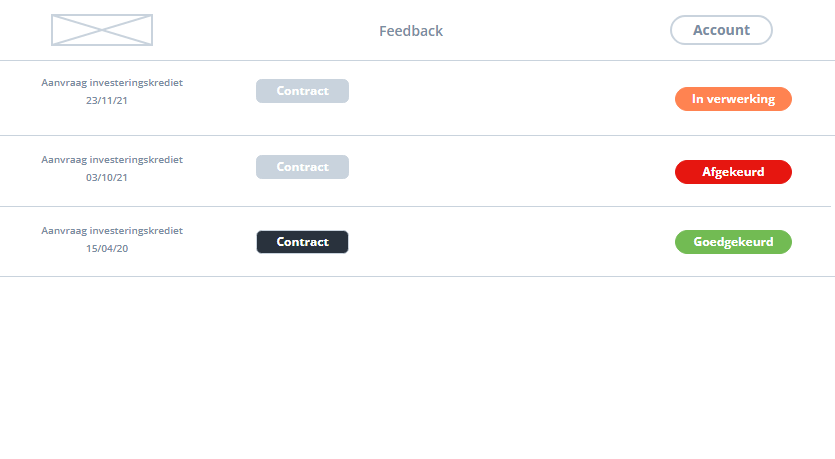 Feedback
Account
Aanvraag investeringskrediet
23/11/21
Contract
In verwerking
Aanvraag investeringskrediet
03/10/21
Contract
Afgekeurd
Aanvraag investeringskrediet
15/04/20
Contract
Goedgekeurd